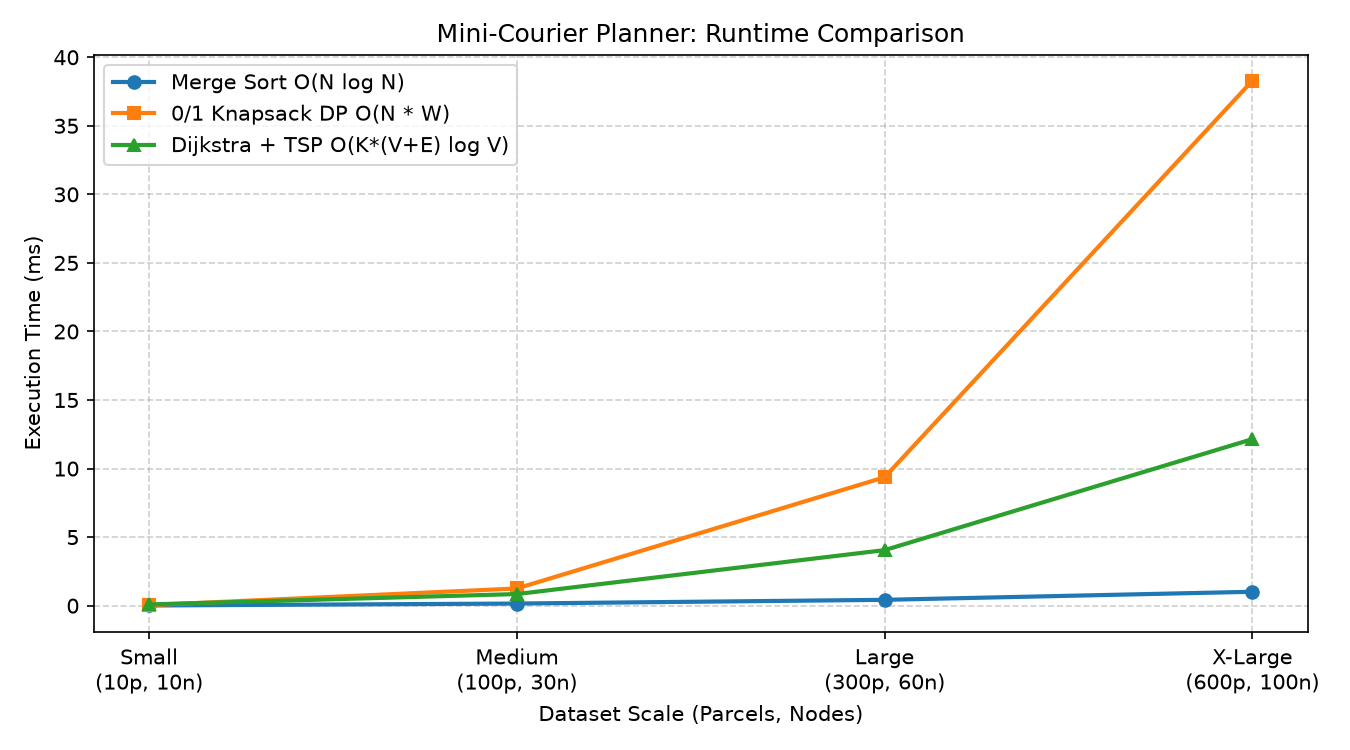 Mini-Courier Planner: Runtime Comparison
Merge Sort O(N log N)
0/1 Knapsack DP O(N * W)
Dijkstra + TSP O(K*(V+E) log V)
Execution Time (ms)
40
35
30
25
20
15
10
5
0
Small
(10p, 10n)
Medium
(100p, 30n)
Large
(300p, 60n)
X-Large
(600p, 100n)
Dataset Scale (Parcels, Nodes)